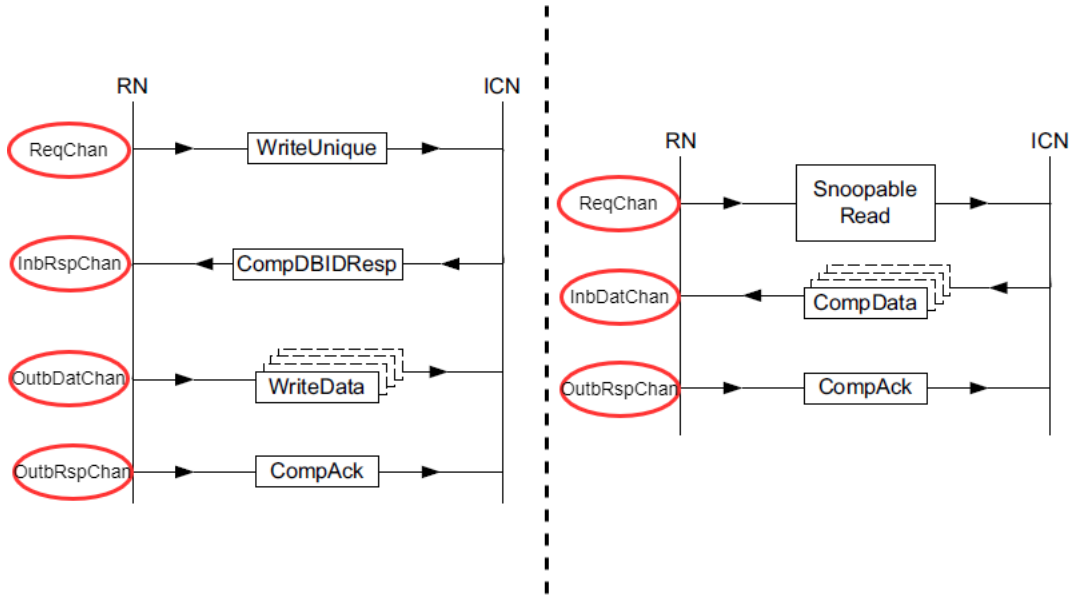 RN
ICN
ReqChan
WriteUnique
InbRspChan
CompDBIDResp
OutbDatChan
WriteData
OutbRspChan
CompAck
RN
ICN
ReqChan
Snoopable
Read
InbDatChan
CompData
OutbRspChan
CompAck